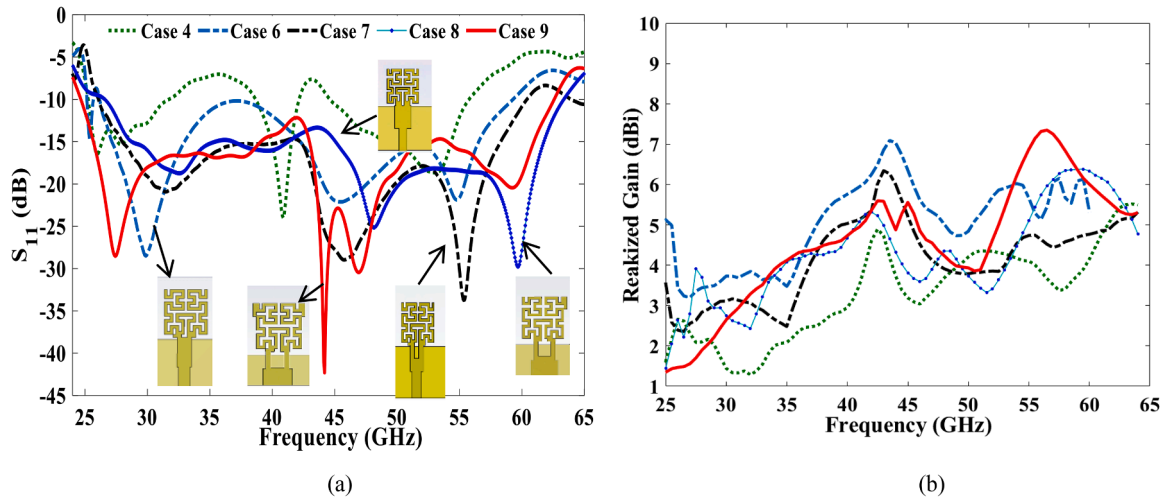 0
-5
-10
-15
-20
-25
-30
-35
-40
-45
S11 (dB)
Case 4 Case 6 Case 7 Case 8 Case 9
25 30 35 40 45 50 55 60 65
Frequency (GHz)
(a)
10
9
8
7
6
5
4
3
2
1
Reakized Gain (dBi)
25 30 35 40 45 50 55 60 65
Frequency (GHz)
(b)